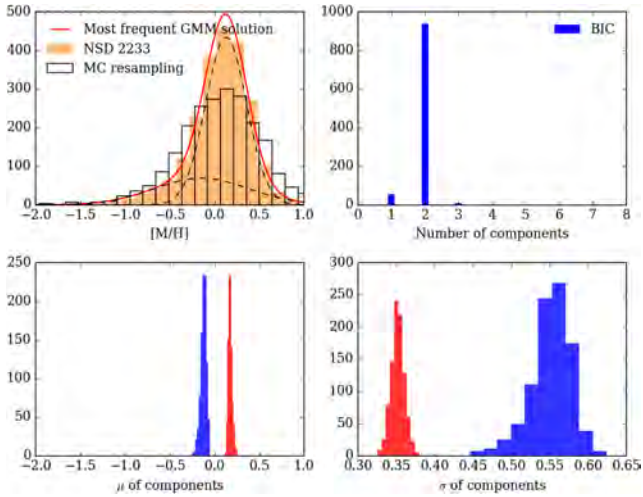 500
400
300
200
100
0
Most frequent GMM solution
NSD 2233
MC resampling
-2.0 -1.5 -1.0 -0.5 0.0 0.5 1.0
[M/H]
1000
800
600
400
200
0
BIC
0 1 2 3 4 5 6 7 8
Number of components
250
200
150
100
50
0
-2.0 -1.5 -1.0 -0.5 0.0 0.5 1.0
μ of components
300
250
200
150
100
50
0
0.30 0.35 0.40 0.45 0.50 0.55 0.60 0.65
σ of components